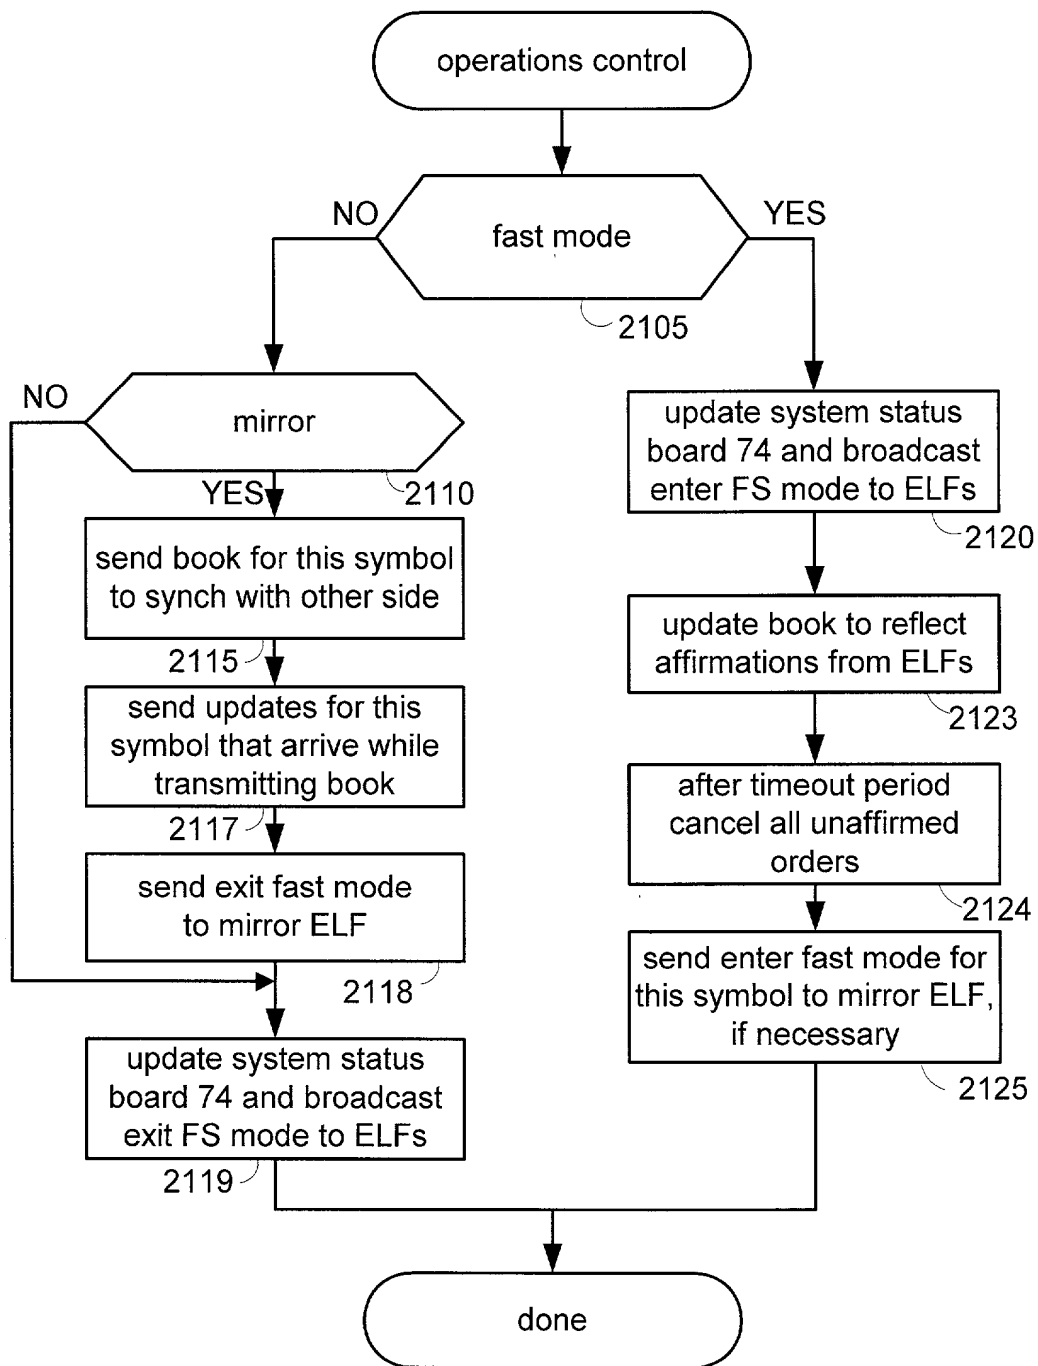 operations control
NO
YES
fast mode
2105
NO
mirror
2110
YES
send book for this symbol
to synch with other side
2115
send updates for this
symbol that arrive while
transmitting book
2117
send exit fast mode
to mirror ELF
2118
update system status
board 74 and broadcast
exit FS mode to ELFs
2119
update system status
board 74 and broadcast
enter FS mode to ELFs
2120
update book to reflect
affirmations from ELFs
2123
after timeout period
cancel all unaffirmed
orders
2124
send enter fast mode for
this symbol to mirror ELF,
if necessary
2125
done